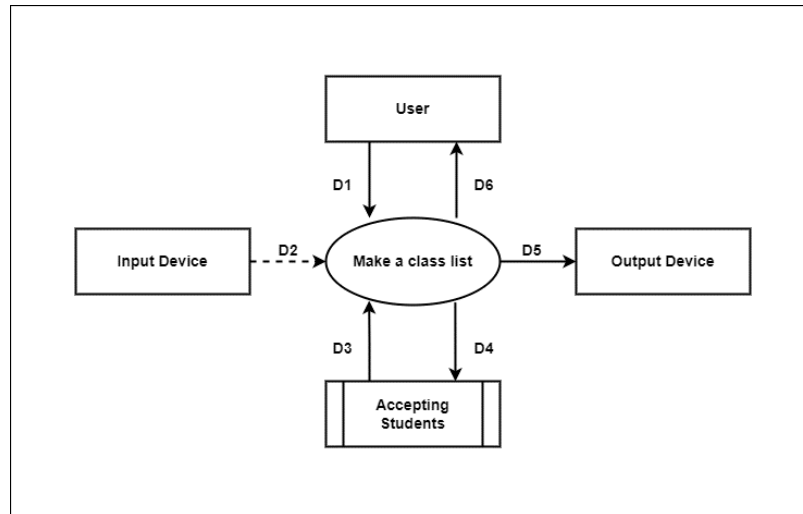 User
D1
D6
Input Device
D2
Make a class list
D5
Output Device
D3
D4
Accepting
Students